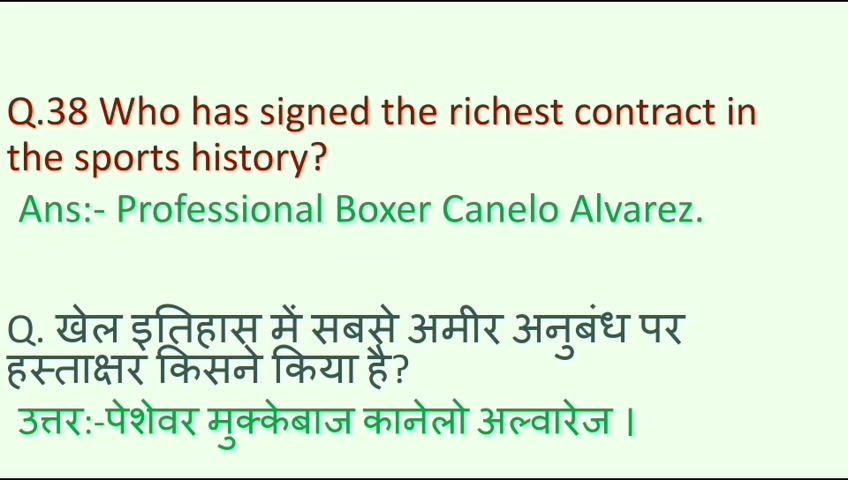 Q.38 Who has signed the richest contract in
the sports history?
Ans:- Professional Boxer Canelo Alvarez.
Q. खेल इतिहास में सबसे अमीर अनुबंध पर
हस्ताक्षर किसने किया है?
उत्तर:-पेशेवर मुक्केबाज कानेलो अल्वारेज ।